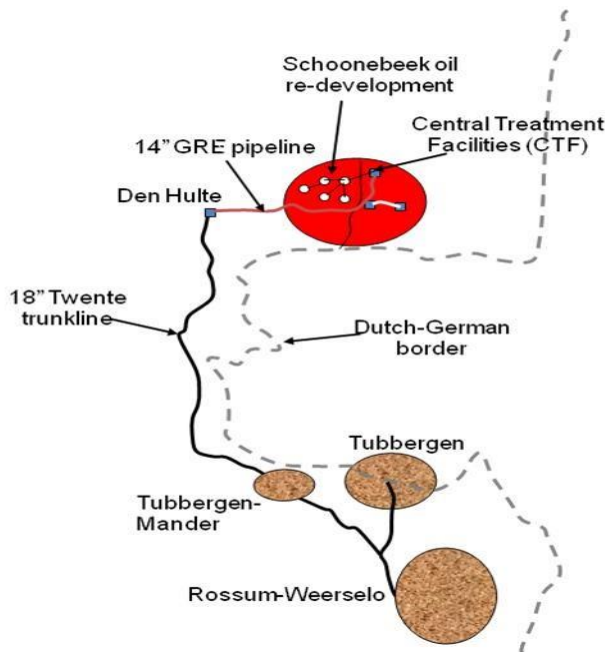 Schoonebeek oil
re-development
Central Treatment
Facilities (CTF)
14” GRE pipeline
Den Hulte
18” Twente
trunkline
Dutch-German
border
Tubbergen
Tubbergen-
Mander
Rossum-Weerselo